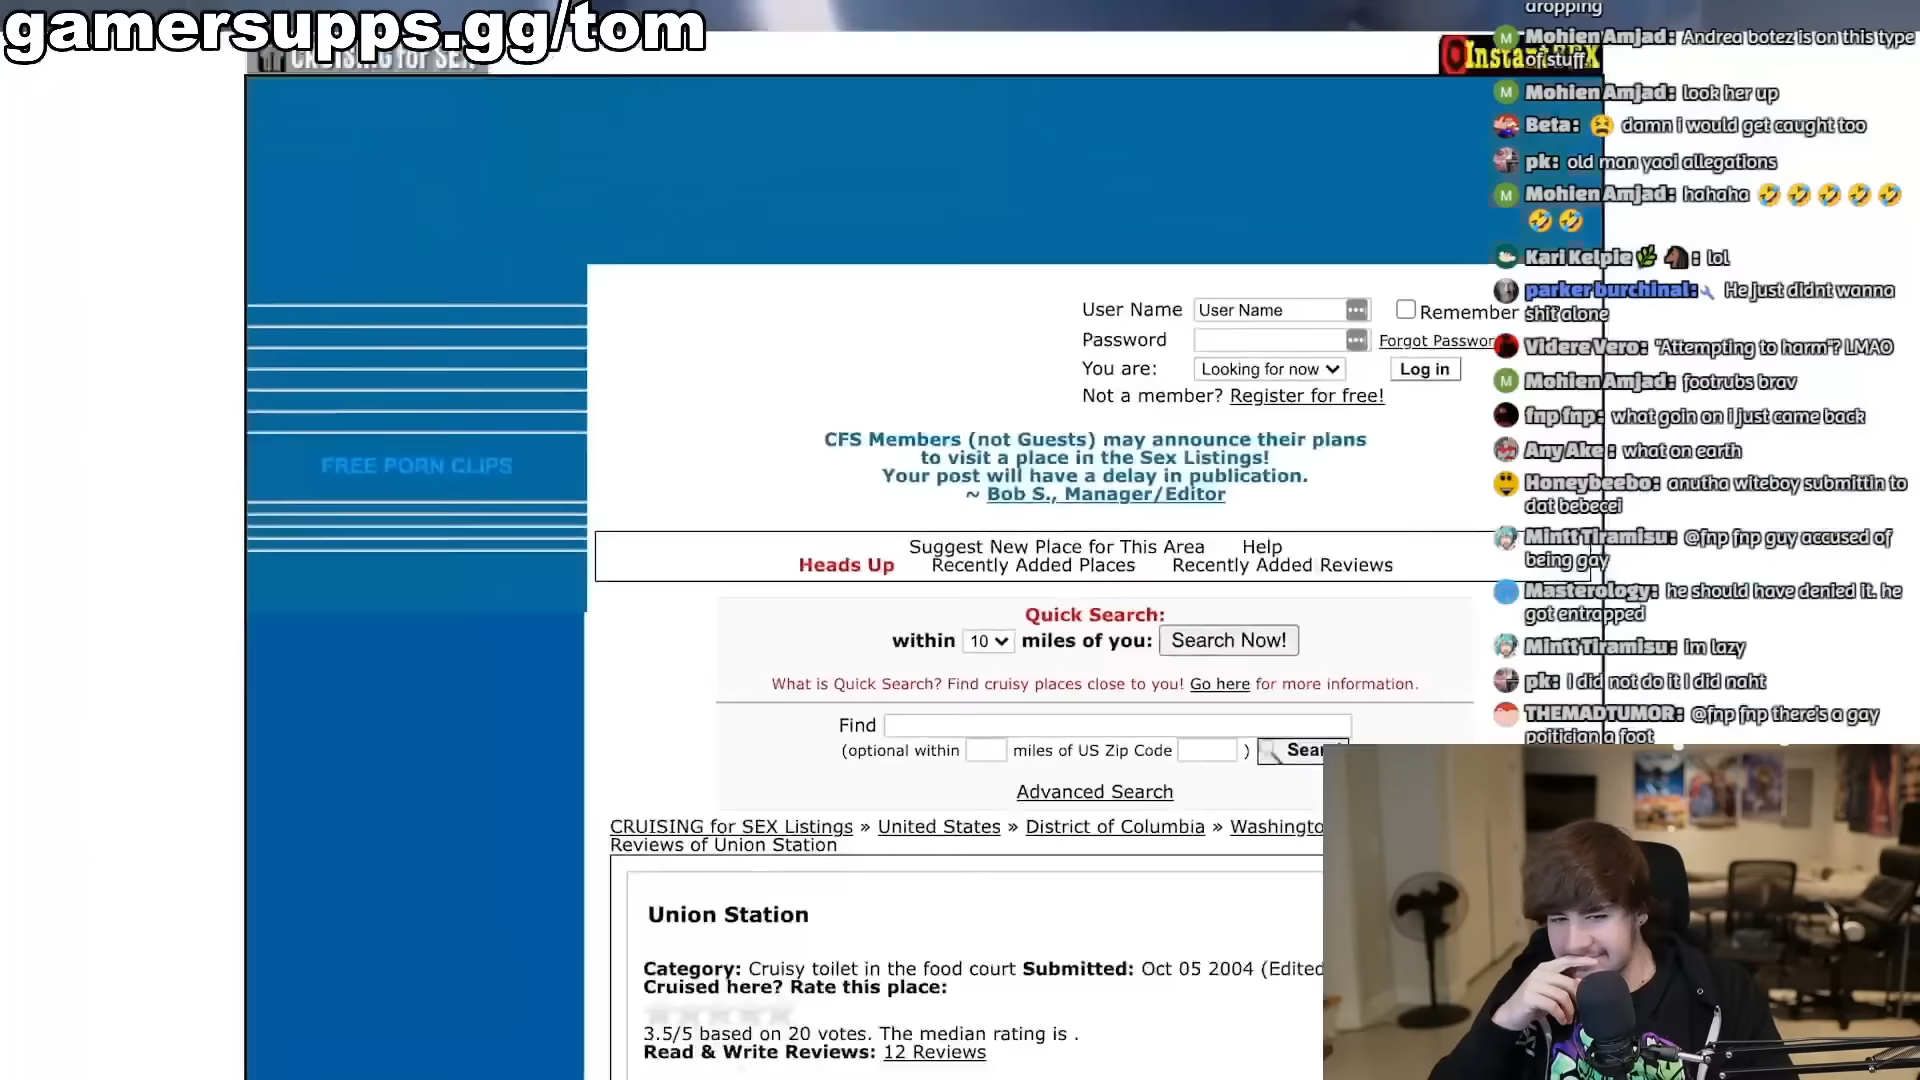 gamersupps.gg/tom
CRUISING for SEX
User Name User Name Remember
Password Forgot Passwor
You are: Looking for now Log in
Not a member? Register for free!
CFS Members (not Guests) may announce their plans
to visit a place in the Sex Listings!
Your post will have a delay in publication.
~ Bob S., Manager/Editor
FREE PORN CLIPS
Suggest New Place for This Area Help
Heads Up Recently Added Places Recently Added Reviews
Quick Search:
within 10 miles of you: Search Now!
What is Quick Search? Find cruisy places close to you! Go here for more information.
Find
(optional within miles of US Zip Code )
Advanced Search
CRUISING for SEX Listings » United States » District of Columbia » Washingto
Reviews of Union Station
Union Station
Category: Cruisy toilet in the food court Submitted: Oct 05 2004 (Edited
Cruised here? Rate this place:
3.5/5 based on 20 votes. The median rating is .
Read & Write Reviews: 12 Reviews
dropping
M Mohien Amjad: Andrea botez is on this type
of stuff
M Mohien Amjad: look her up
Beta: 😫 damn i would get caught too
pk: old man yaoi allegations
M Mohien Amjad: hahaha 🤣🤣🤣🤣🤣
🤣🤣
Kari Kelpie🌿🐴: lol
parker burchinal:🔧 He just didnt wanna
shit alone
Videre Vero: "Attempting to harm"? LMAO
M Mohien Amjad: footrubs brav
fnp fnp: what goin on i just came back
Any Ake: what on earth
Honeybeebo: anutha witeboy submittin to
dat bebecei
Mintt Tiramisu: @fnp fnp guy accused of
being gay
Masterology: he should have denied it. he
got entrapped
Mintt Tiramisu: im lazy
pk: I did not do it I did naht
THEMADTUMOR: @fnp fnp there's a gay
poitician a foot